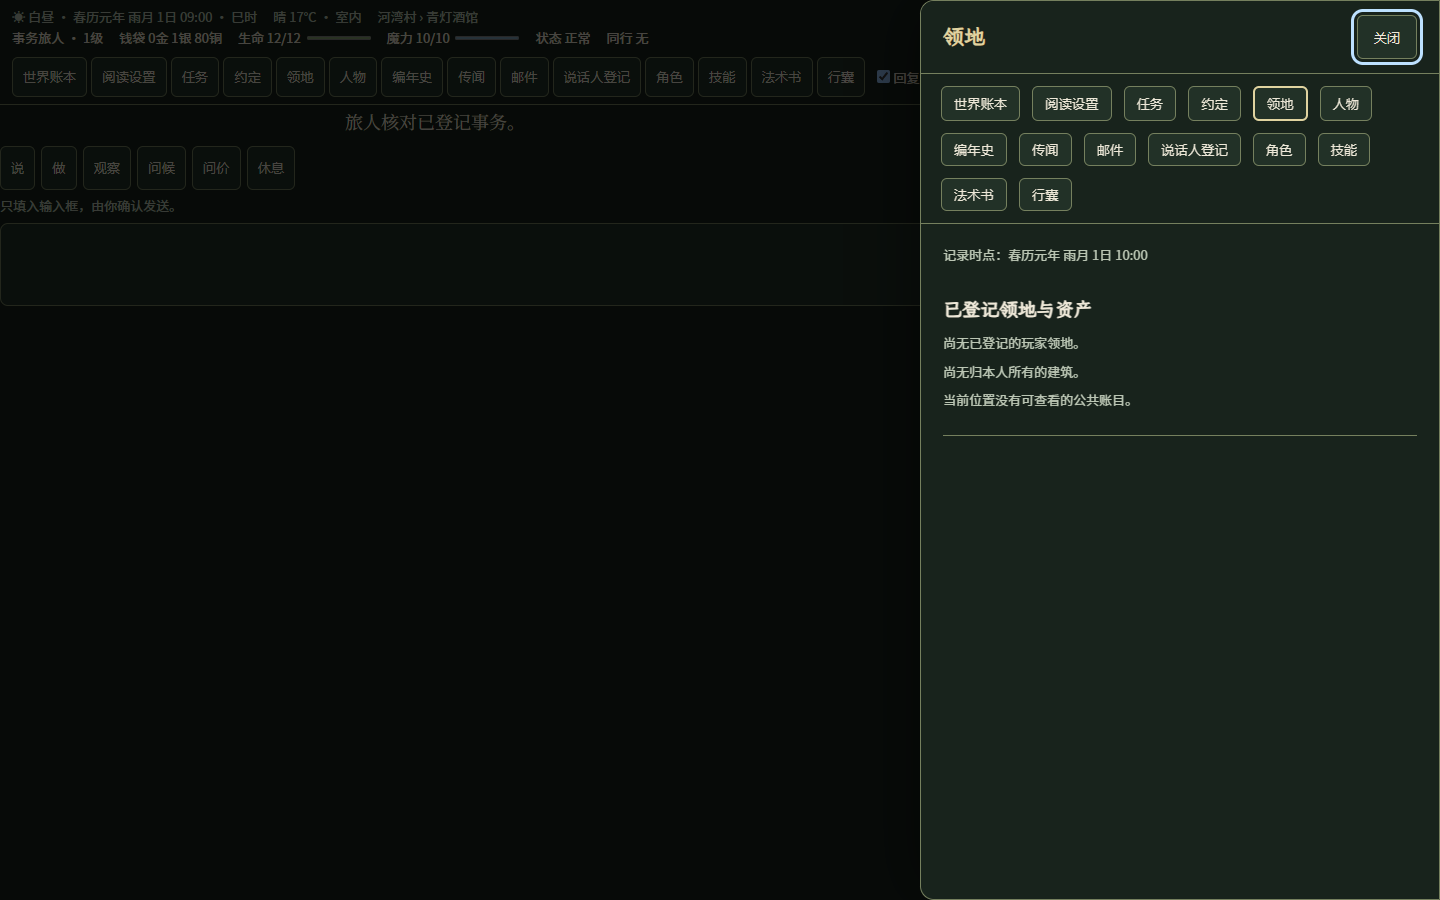 ☀ 白昼 · 春历元年 雨月 1日 09:00 · 巳时 晴 17°C · 室内 河湾村 › 青灯酒馆
事务旅人 · 1级 钱袋 0金 1银 80铜 生命 12/12 魔力 10/10 状态 正常 同行 无
世界账本 阅读设置 任务 约定 领地 人物 编年史 传闻 邮件 说话人登记 角色 技能 法术书 行囊 回复
旅人核对已登记事务。
说 做 观察 问候 问价 休息
只填入输入框，由你确认发送。
领地 关闭
世界账本 阅读设置 任务 约定 领地 人物
编年史 传闻 邮件 说话人登记 角色 技能
法术书 行囊
记录时点：春历元年 雨月 1日 10:00
已登记领地与资产
尚无已登记的玩家领地。
尚无归本人所有的建筑。
当前位置没有可查看的公共账目。